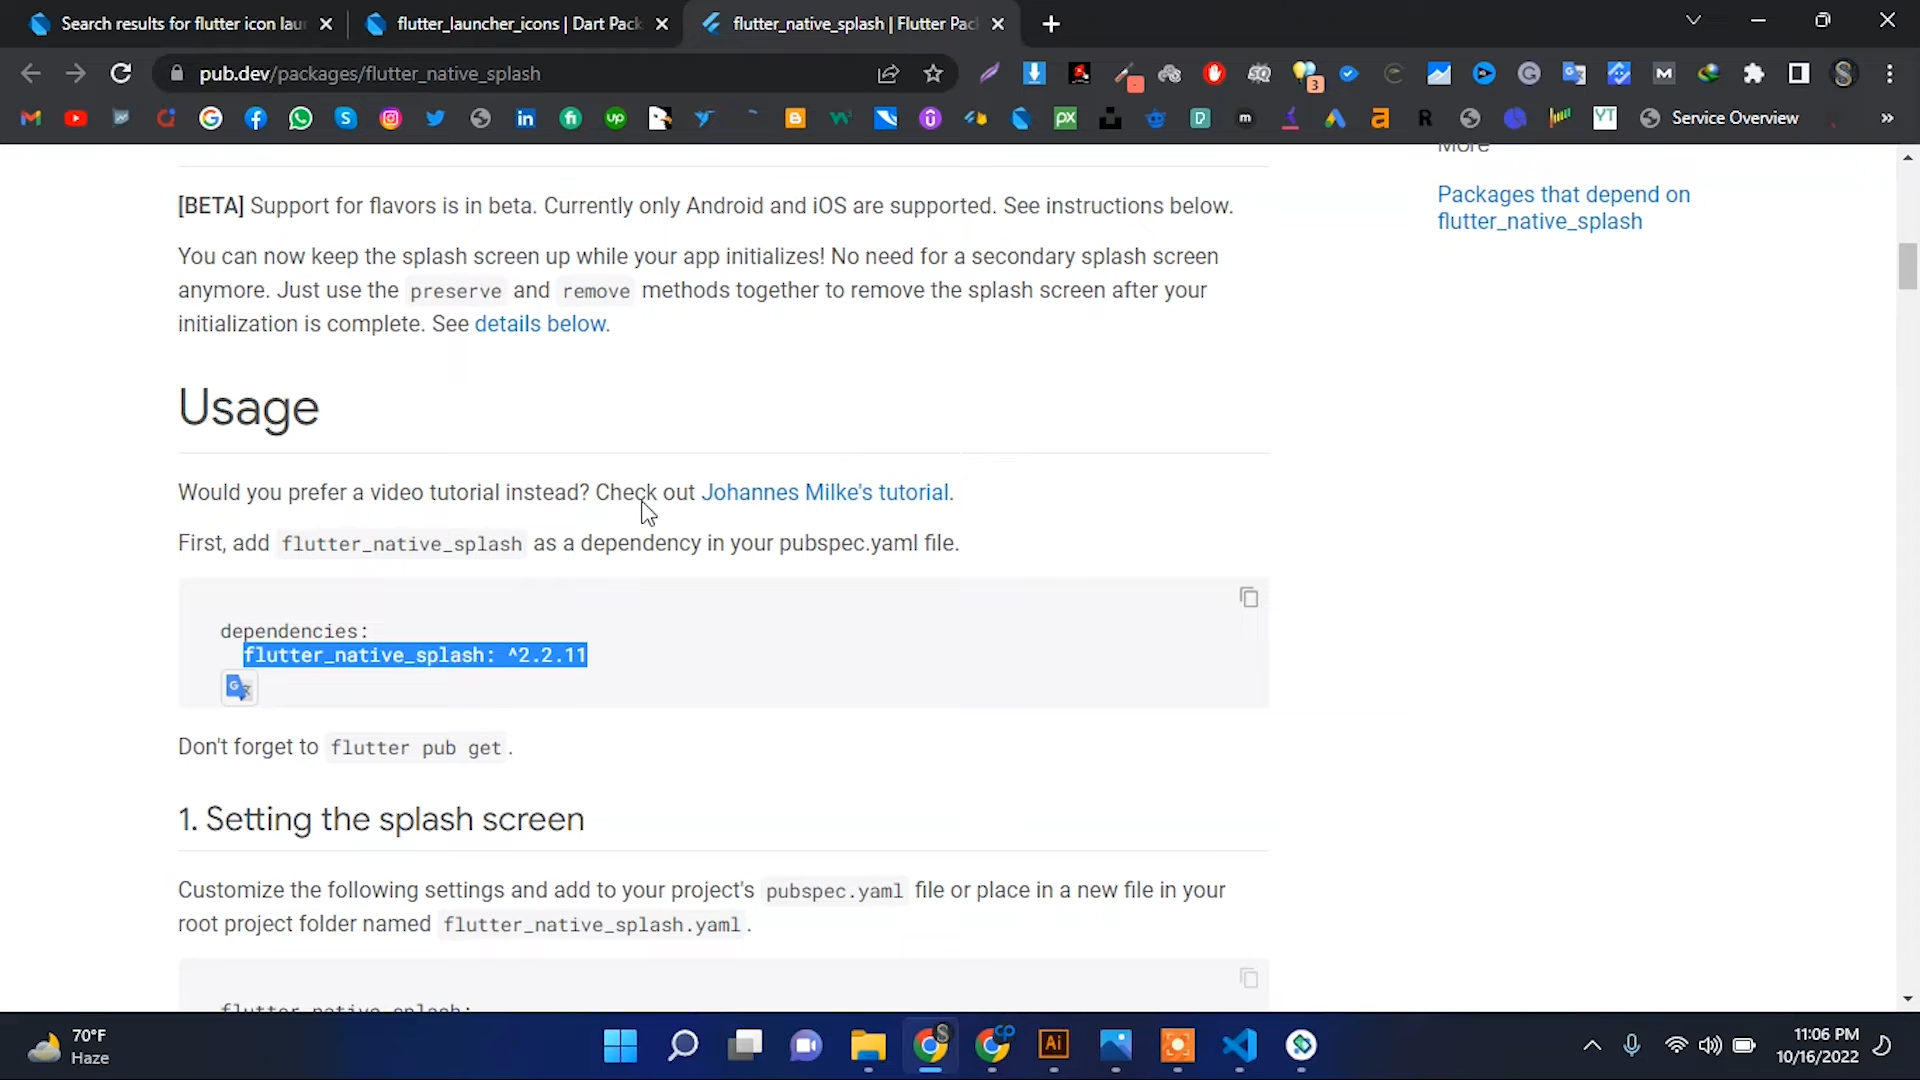 Search results for flutter icon lau
flutter_launcher_icons | Dart Pack
flutter_native_splash | Flutter Pac
pub.dev/packages/flutter_native_splash
3
Service Overview
More
Packages that depend on
flutter_native_splash
[BETA] Support for flavors is in beta. Currently only Android and iOS are supported. See instructions below.
You can now keep the splash screen up while your app initializes! No need for a secondary splash screen
anymore. Just use the preserve and remove methods together to remove the splash screen after your
initialization is complete. See details below.
Usage
Would you prefer a video tutorial instead? Check out Johannes Milke's tutorial.
First, add flutter_native_splash as a dependency in your pubspec.yaml file.
dependencies:
flutter_native_splash: ^2.2.11
Don't forget to flutter pub get.
1. Setting the splash screen
Customize the following settings and add to your project's pubspec.yaml file or place in a new file in your
root project folder named flutter_native_splash.yaml.
flutter_native_splash:
70°F
Haze
11:06 PM
10/16/2022